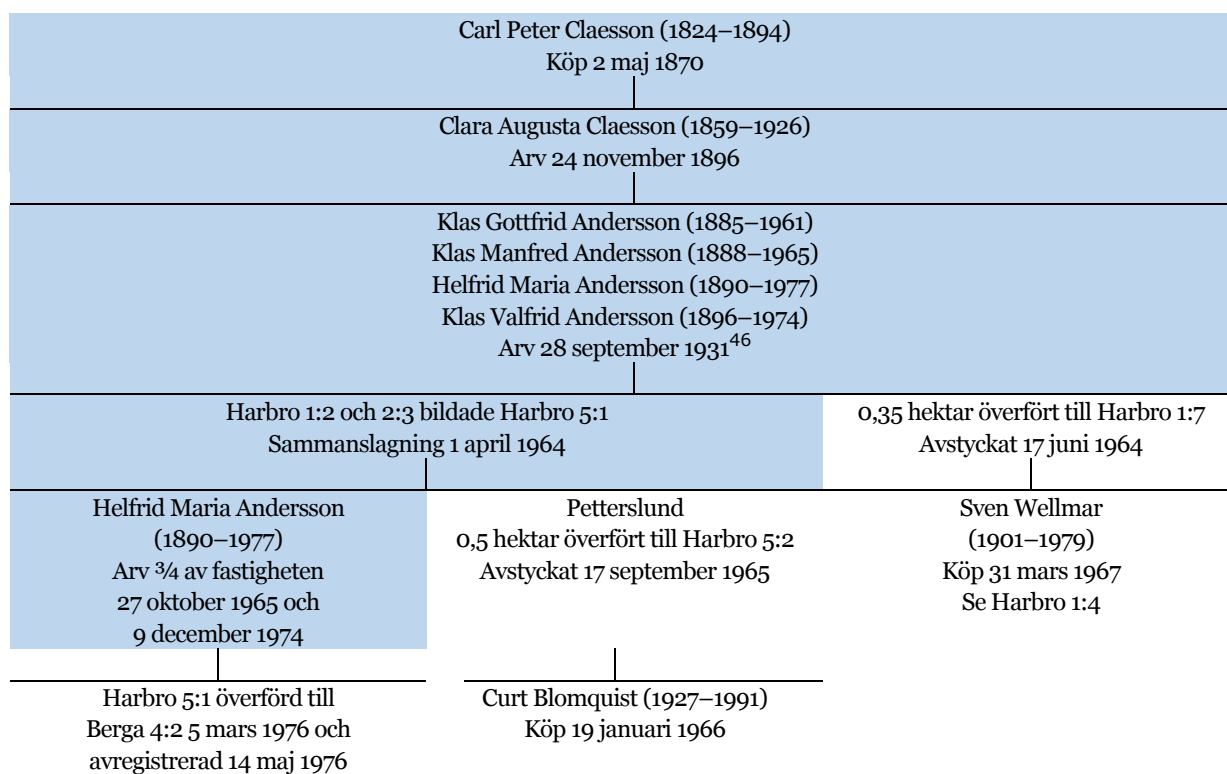 Carl Peter Claesson (1824–1894)
Köp 2 maj 1870
Clara Augusta Claesson (1859–1926)
Arv 24 november 1896
Klas Gottfrid Andersson (1885–1961)
Klas Manfred Andersson (1888–1965)
Helfrid Maria Andersson (1890–1977)
Klas Valfrid Andersson (1896–1974)
Arv 28 september 1931⁴⁶
Harbro 1:2 och 2:3 bildade Harbro 5:1
Sammanslagning 1 april 1964
0,35 hektar överfört till Harbro 1:7
Avstyckat 17 juni 1964
Helfrid Maria Andersson
(1890–1977)
Arv ¾ av fastigheten
27 oktober 1965 och
9 december 1974
Petterslund
0,5 hektar överfört till Harbro 5:2
Avstyckat 17 september 1965
Sven Wellmar
(1901–1979)
Köp 31 mars 1967
Se Harbro 1:4
Harbro 5:1 överförd till
Berga 4:2 5 mars 1976 och
avregistrerad 14 maj 1976
Curt Blomquist (1927–1991)
Köp 19 januari 1966